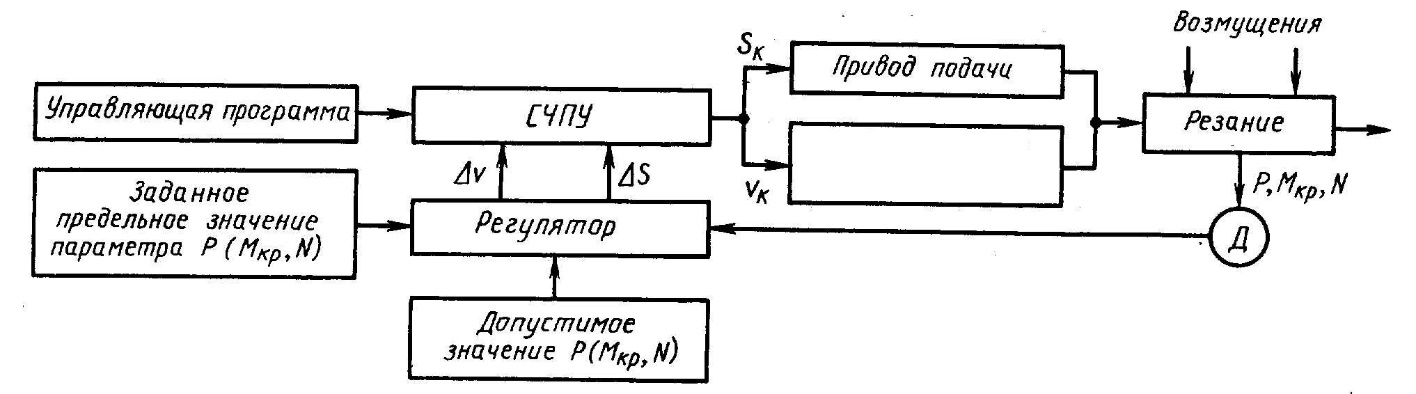 Возмущения
Sк
Привод подачи
Управляющая программа
СЧПУ
Резание
vк
Δv
ΔS
P, Mкр, N
Заданное
предельное значение
параметра P (Mкр, N)
Регулятор
Д
Допустимое
значение P(Mкр, N)